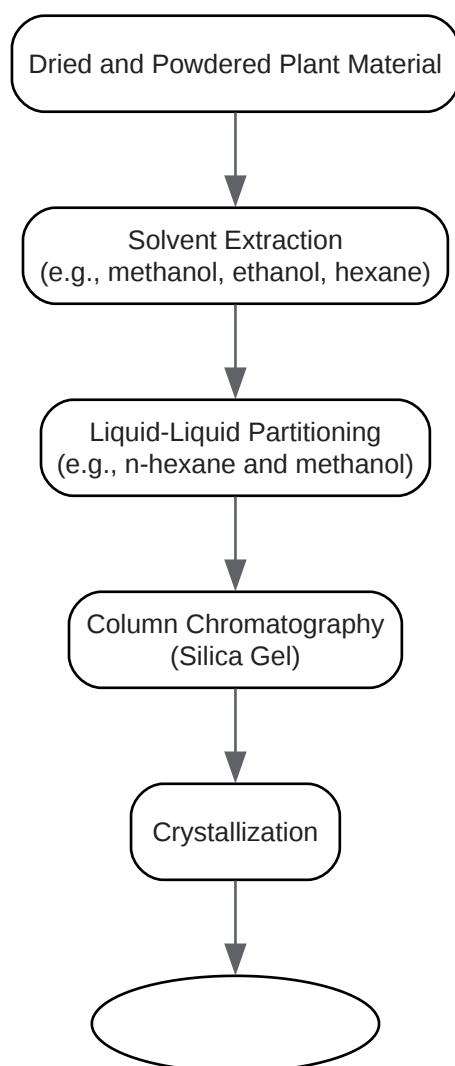 Dried and Powdered Plant Material
Solvent Extraction
(e.g., methanol, ethanol, hexane)
Liquid-Liquid Partitioning
(e.g., n-hexane and methanol)
Column Chromatography
(Silica Gel)
Crystallization